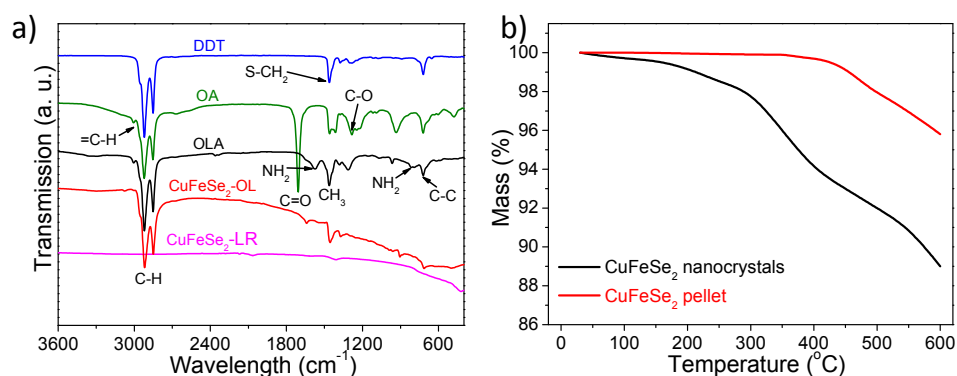 a)
DDT
S-CH₂
OA
C-O
=C-H
OLA
NH₂
NH₂
CuFeSe₂-OL
C=O
CH₃
C-C
CuFeSe₂-LR
C-H
Transmission (a. u.)
3600 3000 2400 1800 1200 600
Wavelength (cm⁻¹)
b)
100
98
96
94
92
90
88
86
Mass (%)
CuFeSe₂ nanocrystals
CuFeSe₂ pellet
0 100 200 300 400 500 600
Temperature (°C)